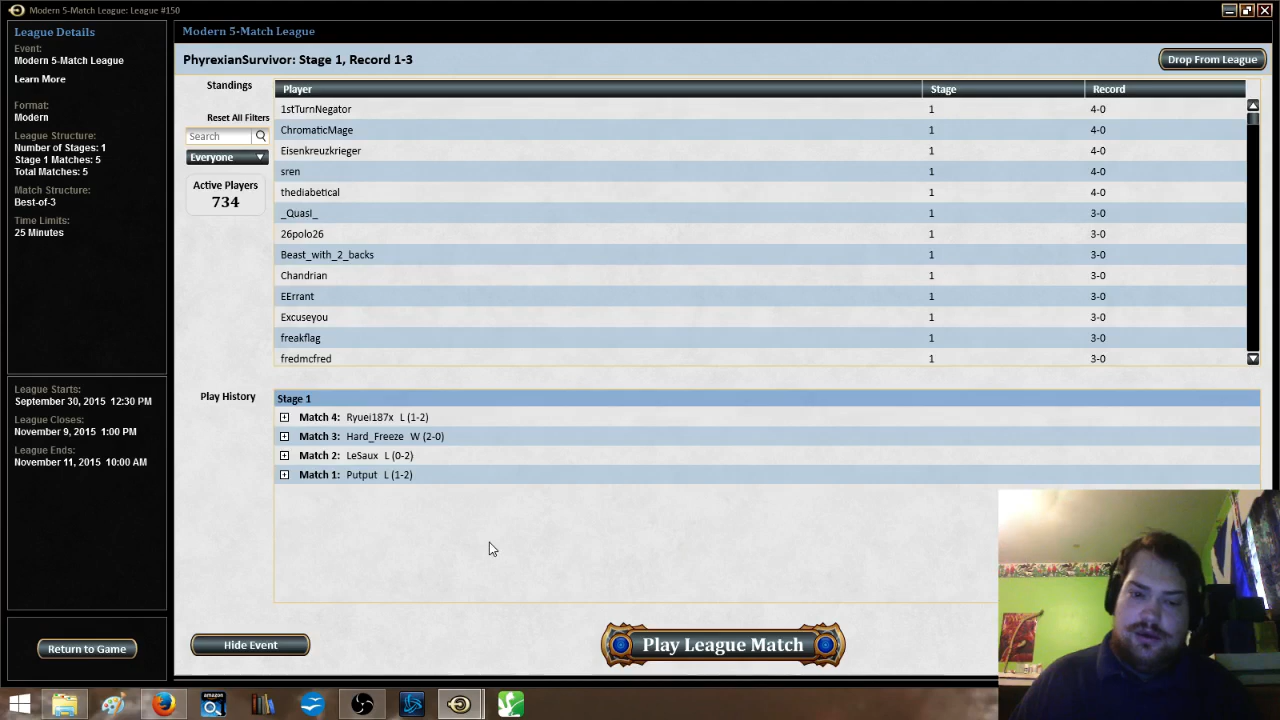 Modern 5-Match League: League #150
League Details
Event:
Modern 5-Match League
Learn More
Format:
Modern
League Structure:
Number of Stages: 1
Stage 1 Matches: 5
Total Matches: 5
Match Structure:
Best-of-3
Time Limits:
25 Minutes
League Starts:
September 30, 2015 12:30 PM
League Closes:
November 9, 2015 1:00 PM
League Ends:
November 11, 2015 10:00 AM
Return to Game
Modern 5-Match League
PhyrexianSurvivor: Stage 1, Record 1-3
Drop From League
Standings
Reset All Filters
Search
Everyone
Active Players
734
Player Stage Record
1stTurnNegator 1 4-0
ChromaticMage 1 4-0
Eisenkreuzkrieger 1 4-0
sren 1 4-0
thediabetical 1 4-0
_Quasl_ 1 3-0
26polo26 1 3-0
Beast_with_2_backs 1 3-0
Chandrian 1 3-0
EErrant 1 3-0
Excuseyou 1 3-0
freakflag 1 3-0
fredmcfred 1 3-0
Play History
Stage 1
Match 4: Ryuei187x L (1-2)
Match 3: Hard_Freeze W (2-0)
Match 2: LeSaux L (0-2)
Match 1: Putput L (1-2)
Hide Event
Play League Match
amazon